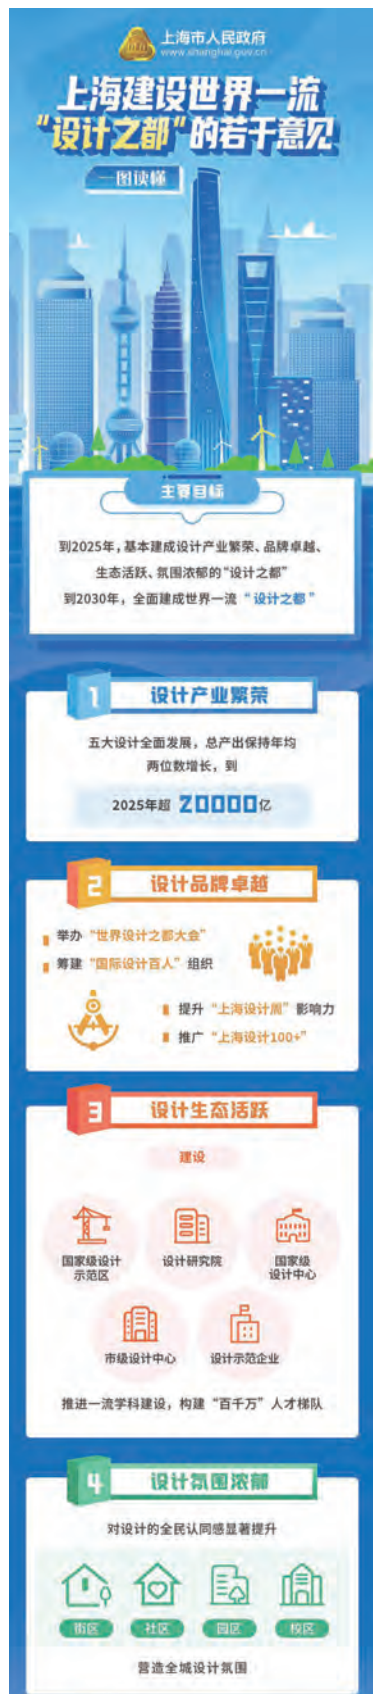 上海市人民政府
www.shanghai.gov.cn
上海建设世界一流
“设计之都”的若干意见
一图读懂
主要目标
到2025年，基本建成设计产业繁荣、品牌卓越、
生态活跃、氛围浓郁的“设计之都”
到2030年，全面建成世界一流“设计之都”
1 设计产业繁荣
五大设计全面发展，总产出保持年均
两位数增长，到
2025年超 20000亿
2 设计品牌卓越
举办“世界设计之都大会”
筹建“国际设计百人”组织
提升“上海设计周”影响力
推广“上海设计100+”
3 设计生态活跃
建设
国家级设计
示范区
设计研究院
国家级
设计中心
市级设计中心
设计示范企业
推进一流学科建设，构建“百千万”人才梯队
4 设计氛围浓郁
对设计的全民认同感显著提升
街区
社区
园区
校区
营造全城设计氛围